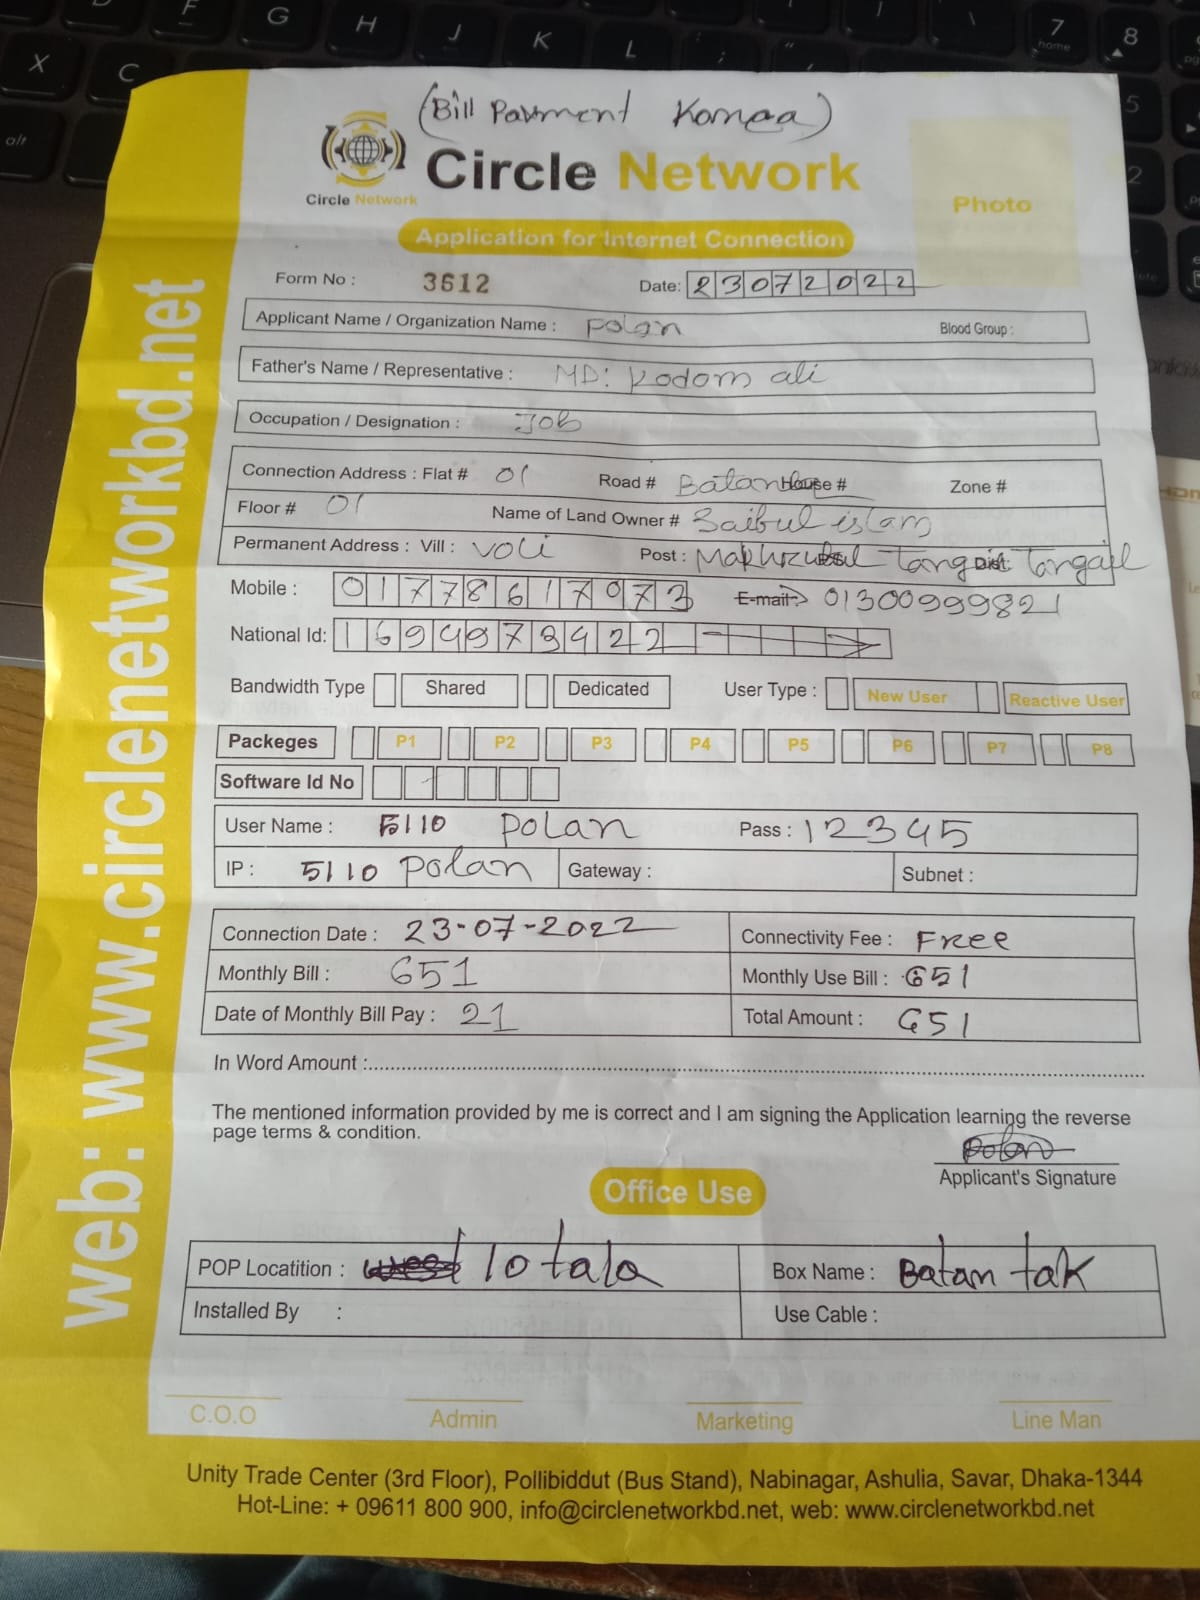 (Bill Payment Komaa)
Circle Network
Circle Network
Photo
Application for Internet Connection
Form No : 3612 Date: 23072022
Applicant Name / Organization Name : Polan Blood Group :
Father's Name / Representative : MD: Kodom ali
Occupation / Designation : Job
Connection Address : Flat # 01 Road # Batan House # Zone #
Floor # 01 Name of Land Owner # Saibul islam
Permanent Address : Vill : voli Post : Tangail Dist: Tangail
Mobile : 01778617073 E-mail: 01300999821
National Id: 1699973922
Bandwidth Type Shared Dedicated User Type : New User Reactive User
Packeges P1 P2 P3 P4 P5 P6 P7 P8
Software Id No
User Name : 5110 Polan Pass : 12345
IP : 5110 Polan Gateway : Subnet :
Connection Date : 23-07-2022 Connectivity Fee : Free
Monthly Bill : 651 Monthly Use Bill : 651
Date of Monthly Bill Pay : 21 Total Amount : 651
In Word Amount :
The mentioned information provided by me is correct and I am signing the Application learning the reverse
page terms & condition.
Polan
Applicant's Signature
Office Use
POP Locatition : 10 tala Box Name : Batan tak
Installed By : Use Cable :
C.O.O Admin Marketing Line Man
Unity Trade Center (3rd Floor), Pollibiddut (Bus Stand), Nabinagar, Ashulia, Savar, Dhaka-1344
Hot-Line: + 09611 800 900, info@circlenetworkbd.net, web: www.circlenetworkbd.net
web: www.circlenetworkbd.net